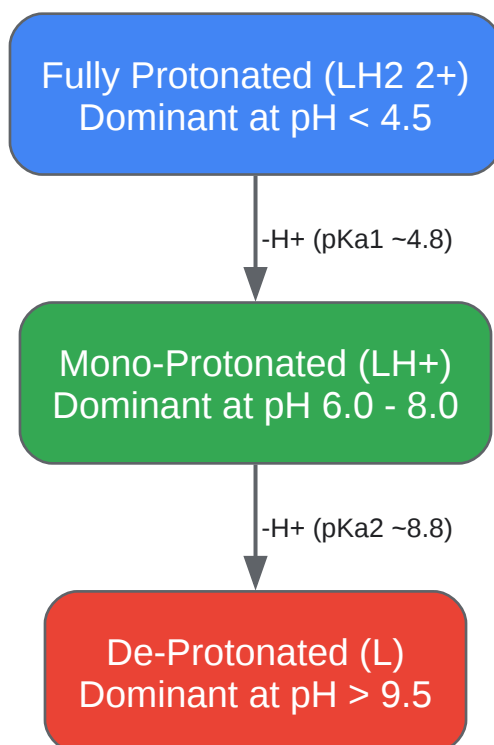 Fully Protonated (LH2 2+)
Dominant at pH < 4.5
-H+ (pKa1 ~4.8)
Mono-Protonated (LH+)
Dominant at pH 6.0 - 8.0
-H+ (pKa2 ~8.8)
De-Protonated (L)
Dominant at pH > 9.5